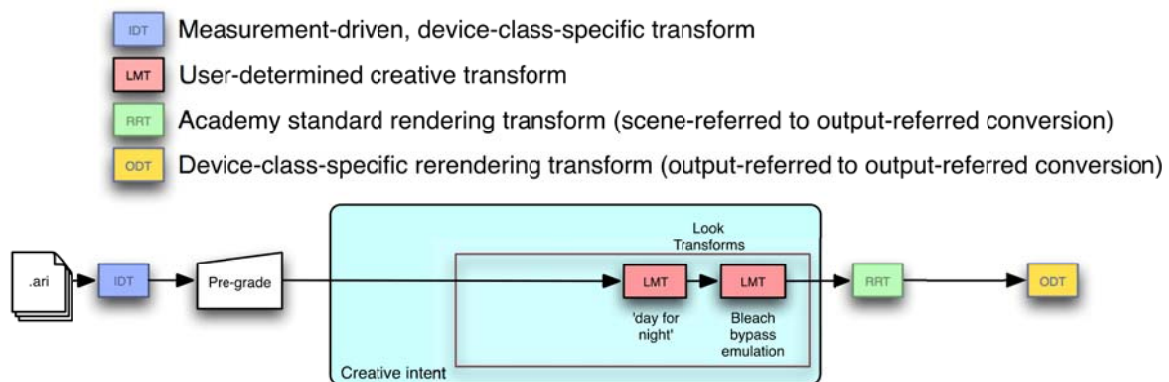 IDT Measurement-driven, device-class-specific transform
LMT User-determined creative transform
RRT Academy standard rendering transform (scene-referred to output-referred conversion)
ODT Device-class-specific rerendering transform (output-referred to output-referred conversion)
Look
Transforms
.ari IDT Pre-grade LMT LMT RRT ODT
'day for
night'
Bleach
bypass
emulation
Creative intent